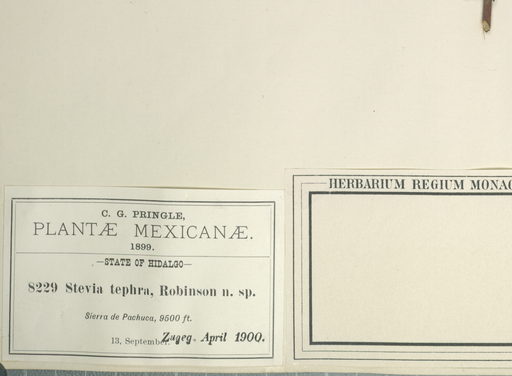 HERBARIUM REGIUM MONAC
C. G. PRINGLE,
PLANTÆ MEXICANÆ.
1899.
—STATE OF HIDALGO—
8229 Stevia tephra, Robinson n. sp.
Sierra de Pachuca, 9500 ft.
13, September. Zugeg. April 1900.